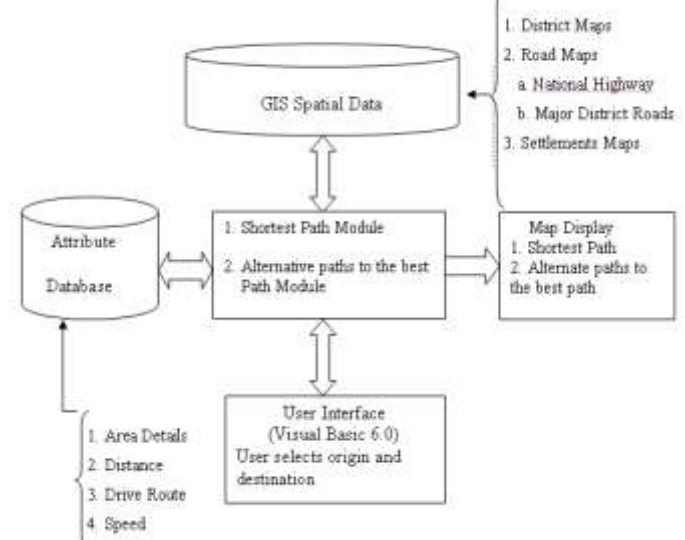 1. District Maps
2. Road Maps
a. National Highway
b. Major District Roads
3. Settlements Maps
GIS Spatial Data
Attribute
Database
1. Shortest Path Module
2. Alternative paths to the best
Path Module
Map Display
1. Shortest Path
2. Alternate paths to
the best path
User Interface
(Visual Basic 6.0)
User selects origin and
destination
1. Area Details
2. Distance
3. Drive Route
4. Speed